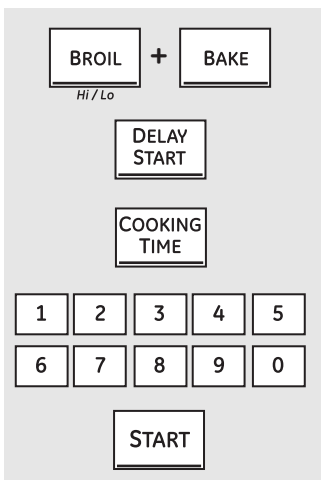 BROIL + BAKE
Hi / Lo
DELAY
START
COOKING
TIME
1 2 3 4 5
6 7 8 9 0
START